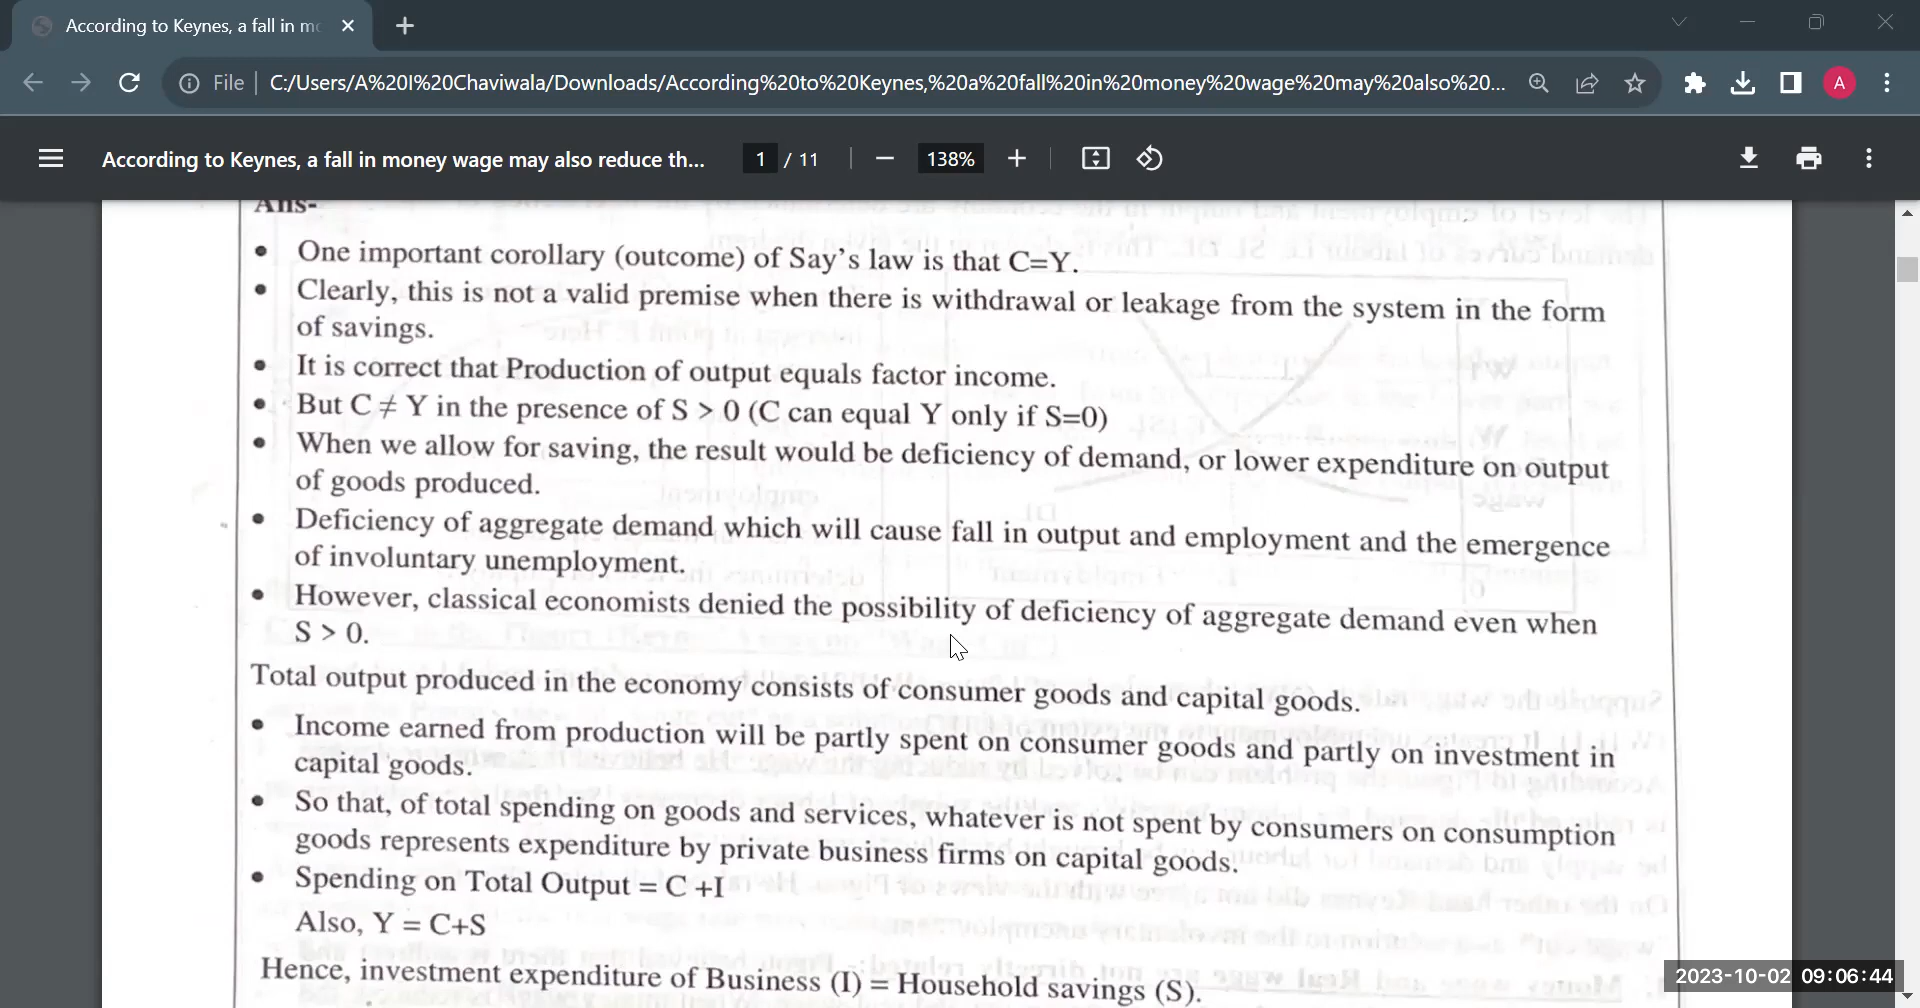 According to Keynes, a fall in mo
File
C:/Users/A%20I%20Chaviwala/Downloads/According%20to%20Keynes,%20a%20fall%20in%20money%20wage%20may%20also%20...
A
According to Keynes, a fall in money wage may also reduce th...
1 / 11
138%
Ans-
• One important corollary (outcome) of Say's law is that C=Y.
• Clearly, this is not a valid premise when there is withdrawal or leakage from the system in the form
of savings.
• It is correct that Production of output equals factor income.
• But C ≠ Y in the presence of S > 0 (C can equal Y only if S=0)
• When we allow for saving, the result would be deficiency of demand, or lower expenditure on output
of goods produced.
• Deficiency of aggregate demand which will cause fall in output and employment and the emergence
of involuntary unemployment.
• However, classical economists denied the possibility of deficiency of aggregate demand even when
S > 0.
Total output produced in the economy consists of consumer goods and capital goods.
• Income earned from production will be partly spent on consumer goods and partly on investment in
capital goods.
• So that, of total spending on goods and services, whatever is not spent by consumers on consumption
goods represents expenditure by private business firms on capital goods.
• Spending on Total Output = C +I
Also, Y = C+S
Hence, investment expenditure of Business (I) = Household savings (S).
2023-10-02 09:06:44